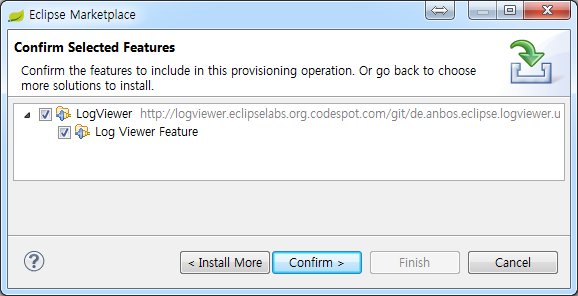 Eclipse Marketplace
Confirm Selected Features
Confirm the features to include in this provisioning operation. Or go back to choose
more solutions to install.
LogViewer http://logviewer.eclipselabs.org.codespot.com/git/de.anbos.eclipse.logviewer.u
Log Viewer Feature
?
< Install More Confirm > Finish Cancel